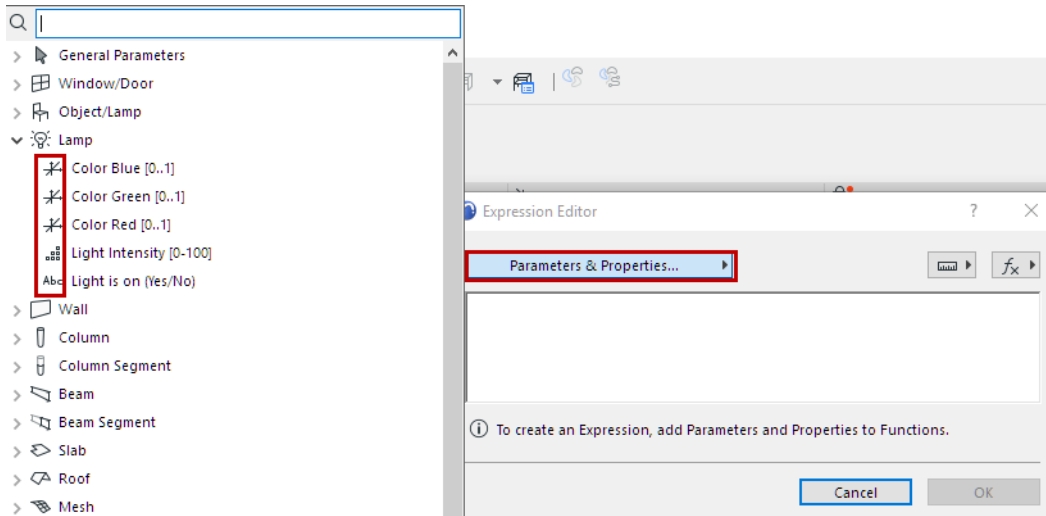 General Parameters
Window/Door
Object/Lamp
Lamp
Color Blue [0..1]
Color Green [0..1]
Color Red [0..1]
Light Intensity [0-100]
Abc Light is on (Yes/No)
Wall
Column
Column Segment
Beam
Beam Segment
Slab
Roof
Mesh
Expression Editor
?
Parameters & Properties...
fx
To create an Expression, add Parameters and Properties to Functions.
Cancel
OK